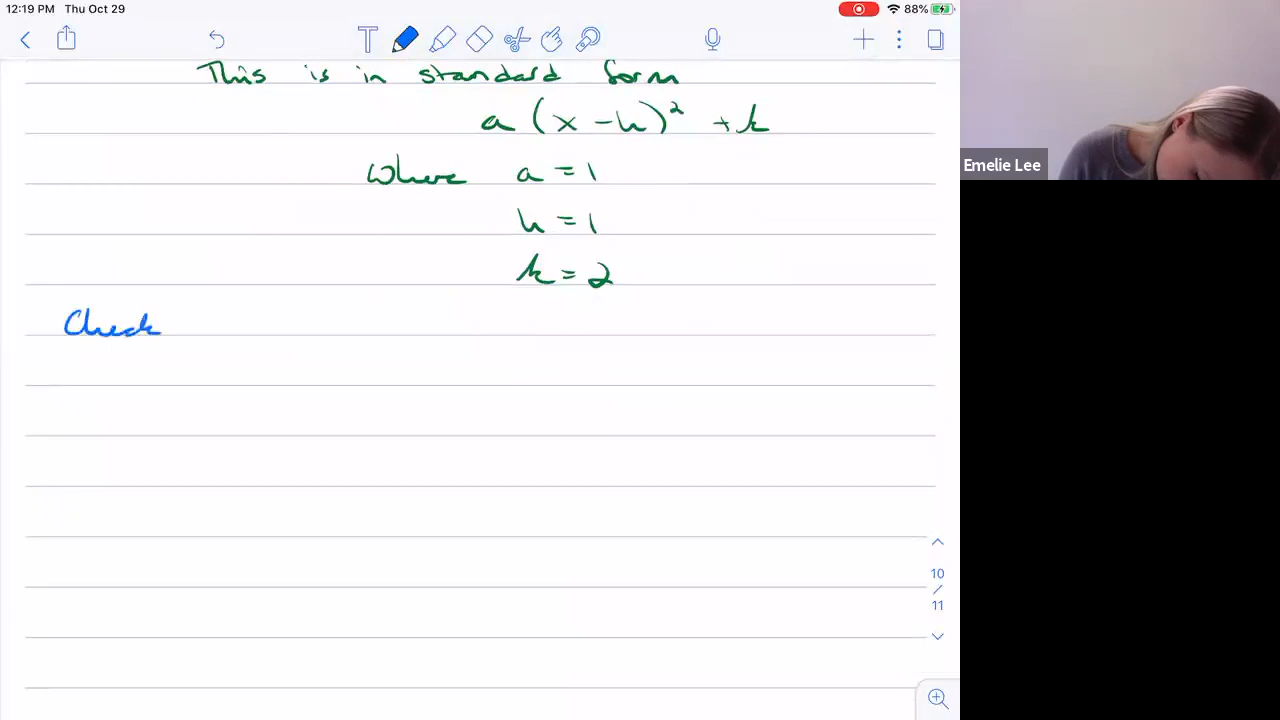 12:19 PM Thu Oct 29
88%
This is in standard form
a (x - h)² + k
Where a = 1
h = 1
k = 2
Check
Emelie Lee
10
/
11